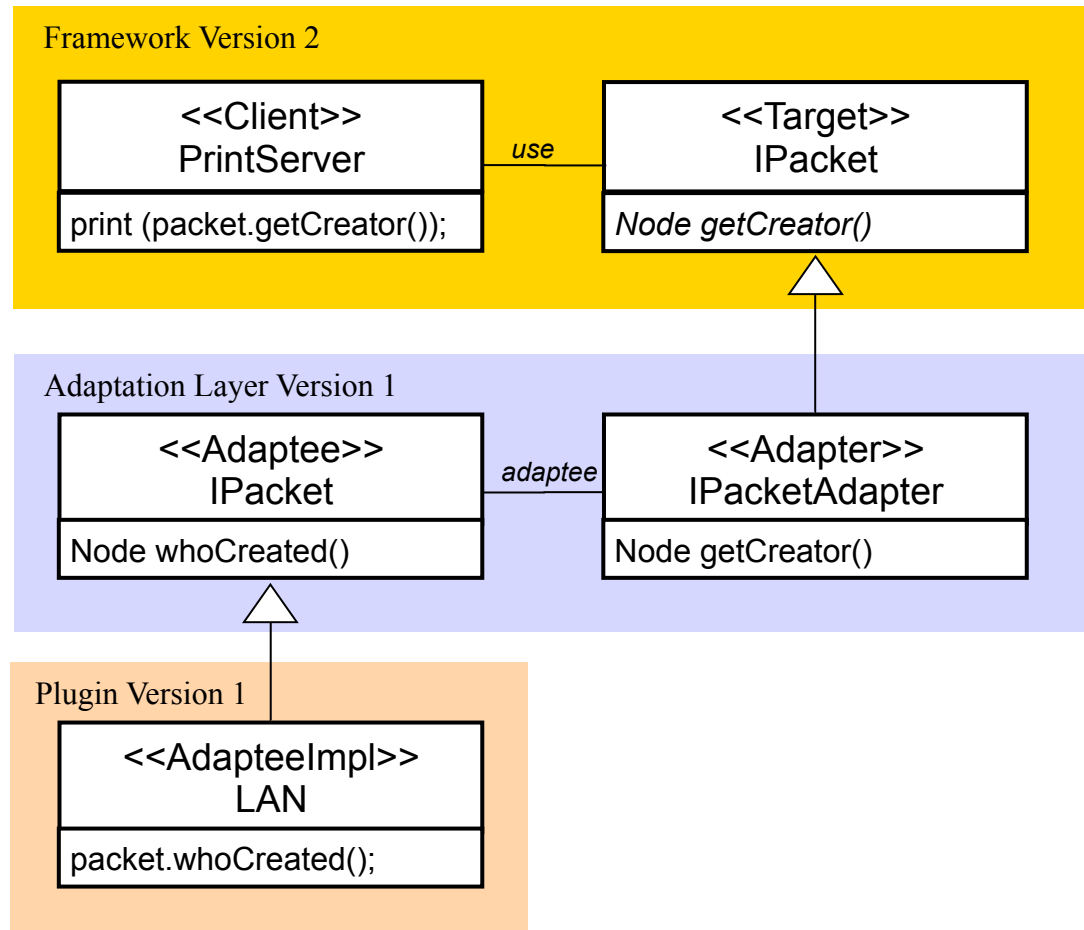 Framework Version 2
<<Client>>
PrintServer
print (packet.getCreator());
use
<<Target>>
IPacket
Node getCreator()
Adaptation Layer Version 1
<<Adaptee>>
IPacket
Node whoCreated()
adaptee
<<Adapter>>
IPacketAdapter
Node getCreator()
Plugin Version 1
<<AdapteeImpl>>
LAN
packet.whoCreated();